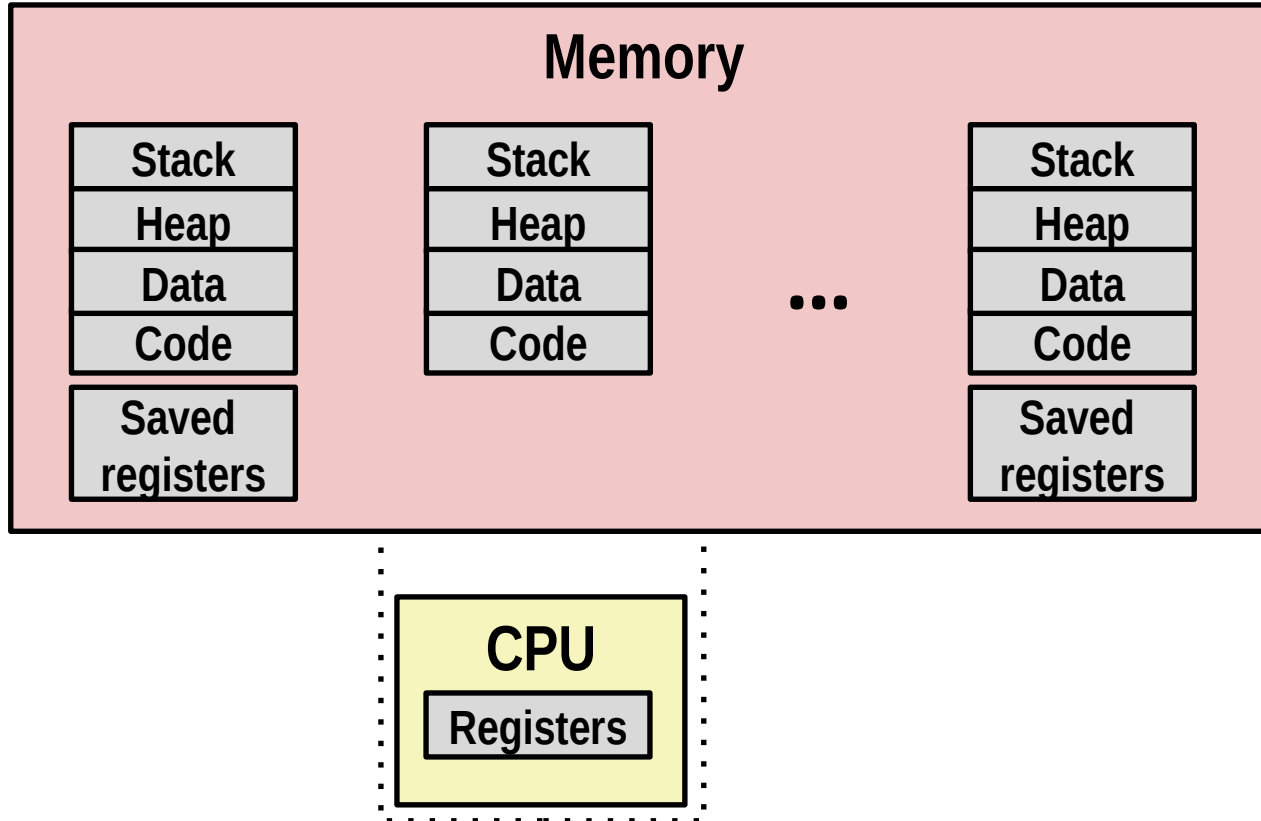 Memory
Stack
Heap
Data
Code
Saved
registers
Stack
Heap
Data
Code
...
Stack
Heap
Data
Code
Saved
registers
CPU
Registers